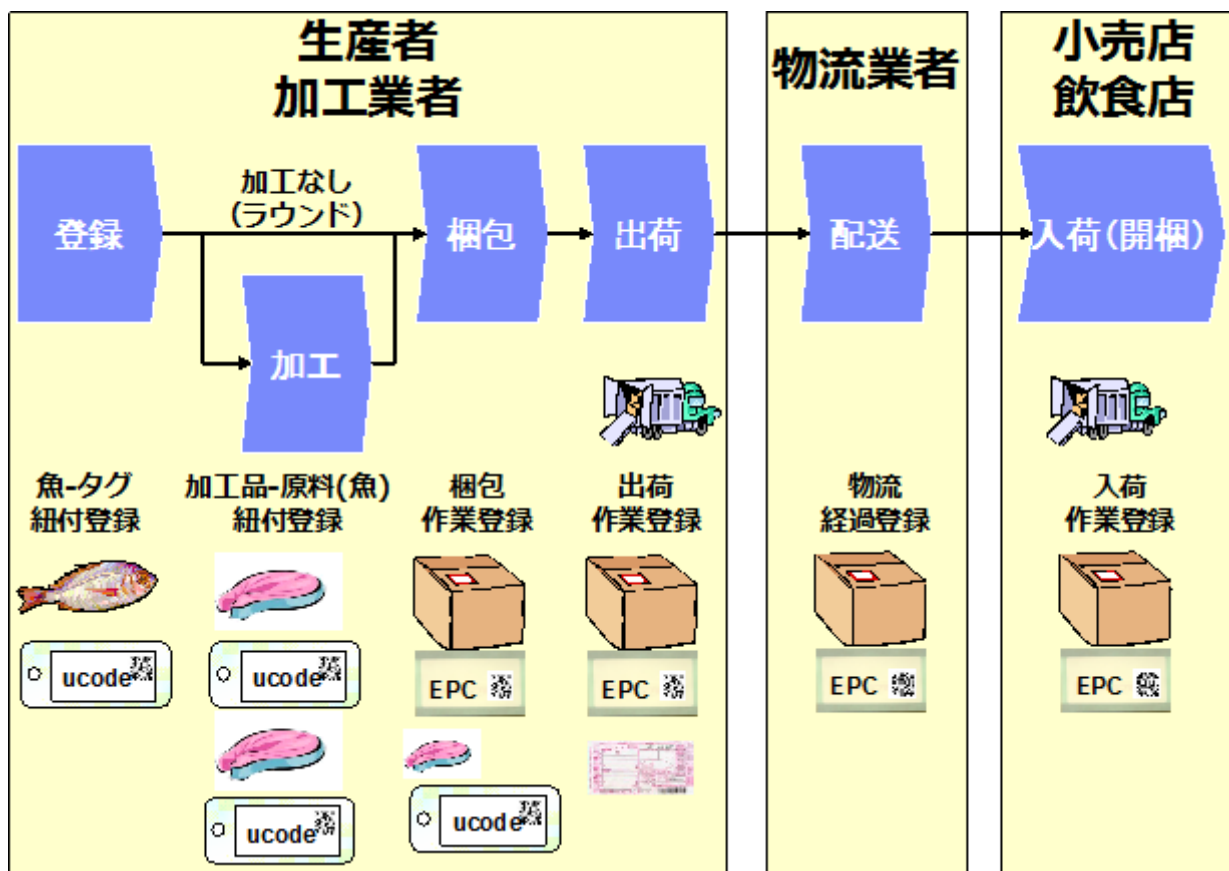 生産者
加工業者
物流業者
小売店
飲食店
登録
加工なし
(ラウンド)
加工
梱包
出荷
配送
入荷(開梱)
魚-タグ
紐付登録
加工品-原料(魚)
紐付登録
梱包
作業登録
出荷
作業登録
物流
経過登録
入荷
作業登録
ucode
ucode
EPC
EPC
EPC
EPC
ucode
ucode